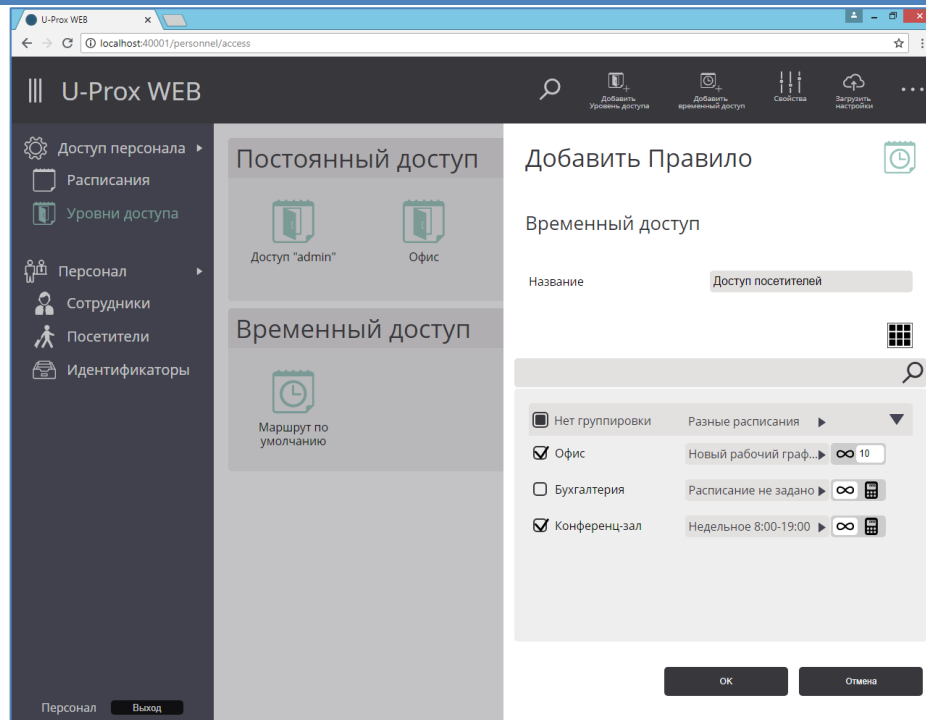 U-Prox WEB
localhost:40001/personnel/access
U-Prox WEB
Добавить
Уровень доступа
Добавить
временный доступ
Свойства
Загрузить
настройки
Доступ персонала
Расписания
Уровни доступа
Персонал
Сотрудники
Посетители
Идентификаторы
Персонал
Выход
Постоянный доступ
Доступ "admin"
Офис
Временный доступ
Маршрут по
умолчанию
Добавить Правило
Временный доступ
Название
Доступ посетителей
Нет группировки
Разные расписания
Офис
Новый рабочий граф...
∞ 10
Бухгалтерия
Расписание не задано
∞
Конференц-зал
Недельное 8:00-19:00
∞
ОК
Отмена